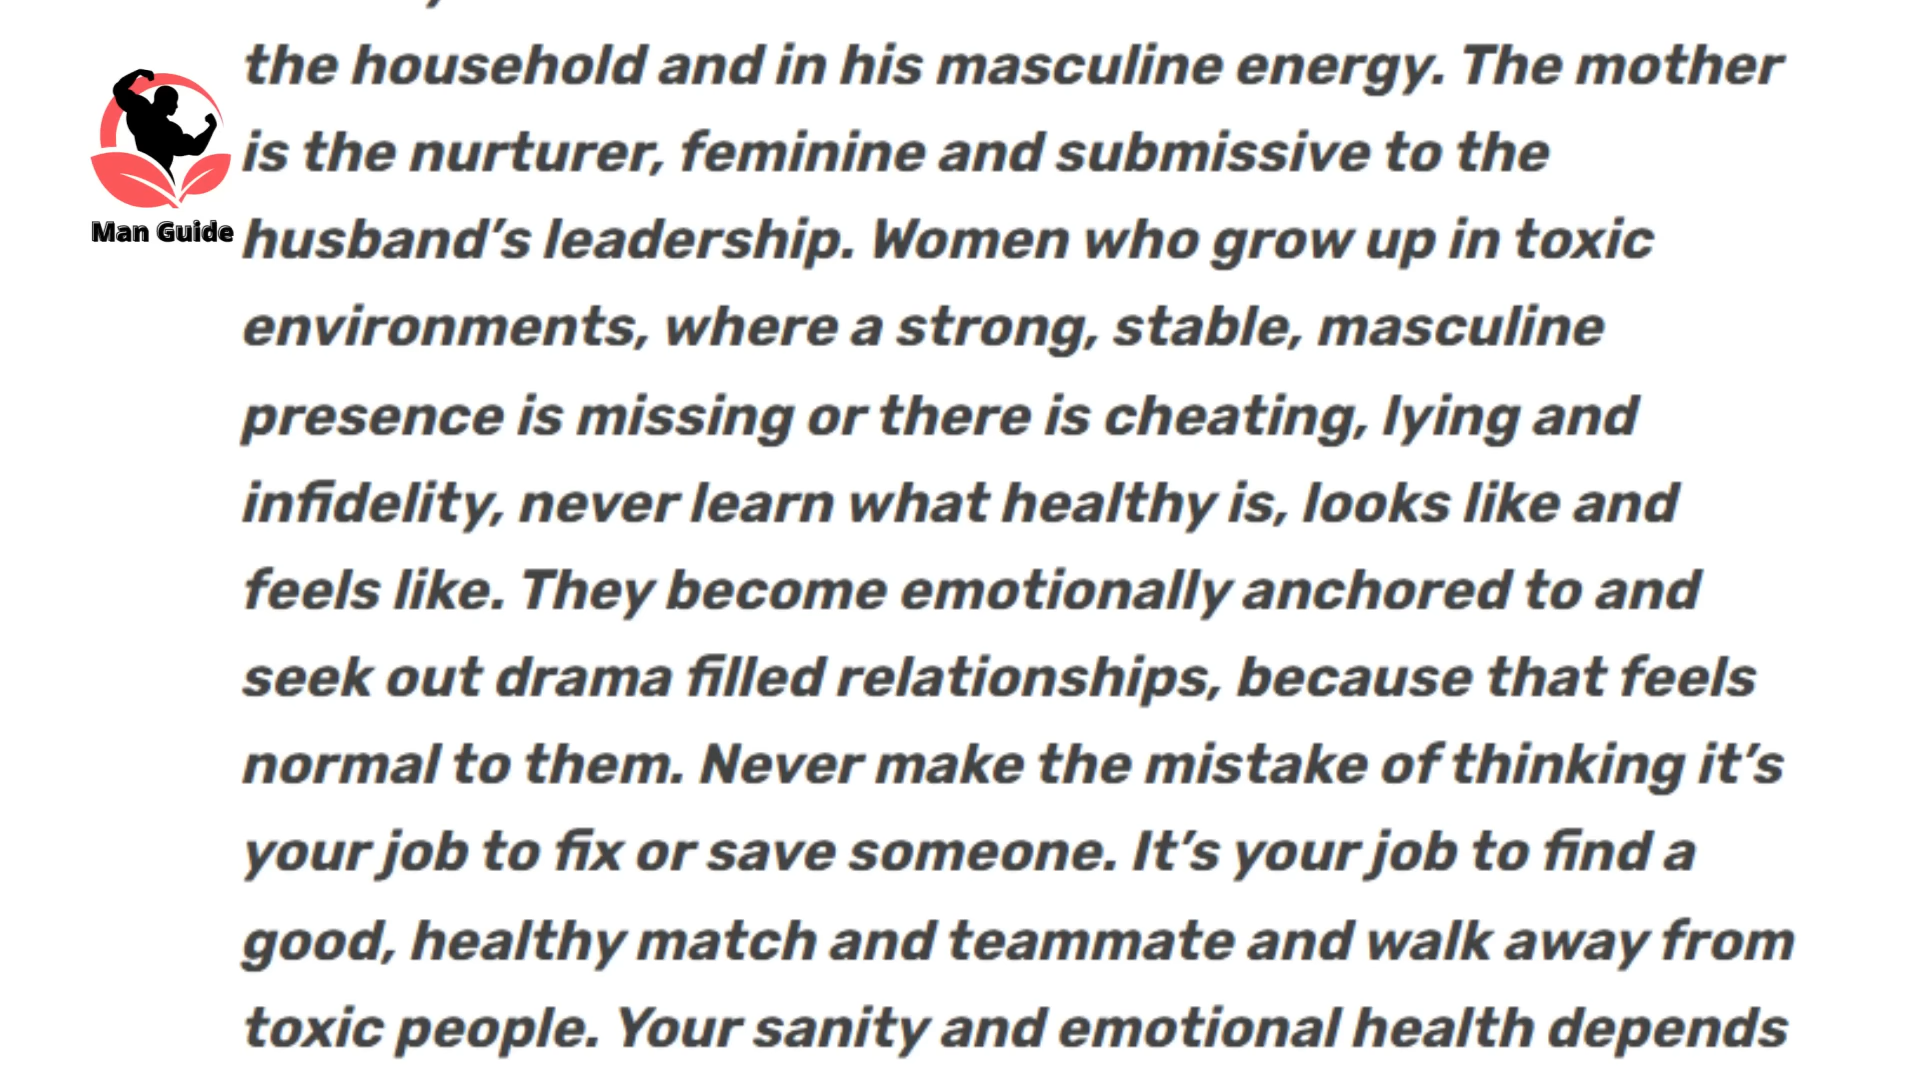 the household and in his masculine energy. The mother
is the nurturer, feminine and submissive to the
Man Guide
husband’s leadership. Women who grow up in toxic
environments, where a strong, stable, masculine
presence is missing or there is cheating, lying and
infidelity, never learn what healthy is, looks like and
feels like. They become emotionally anchored to and
seek out drama filled relationships, because that feels
normal to them. Never make the mistake of thinking it’s
your job to fix or save someone. It’s your job to find a
good, healthy match and teammate and walk away from
toxic people. Your sanity and emotional health depends